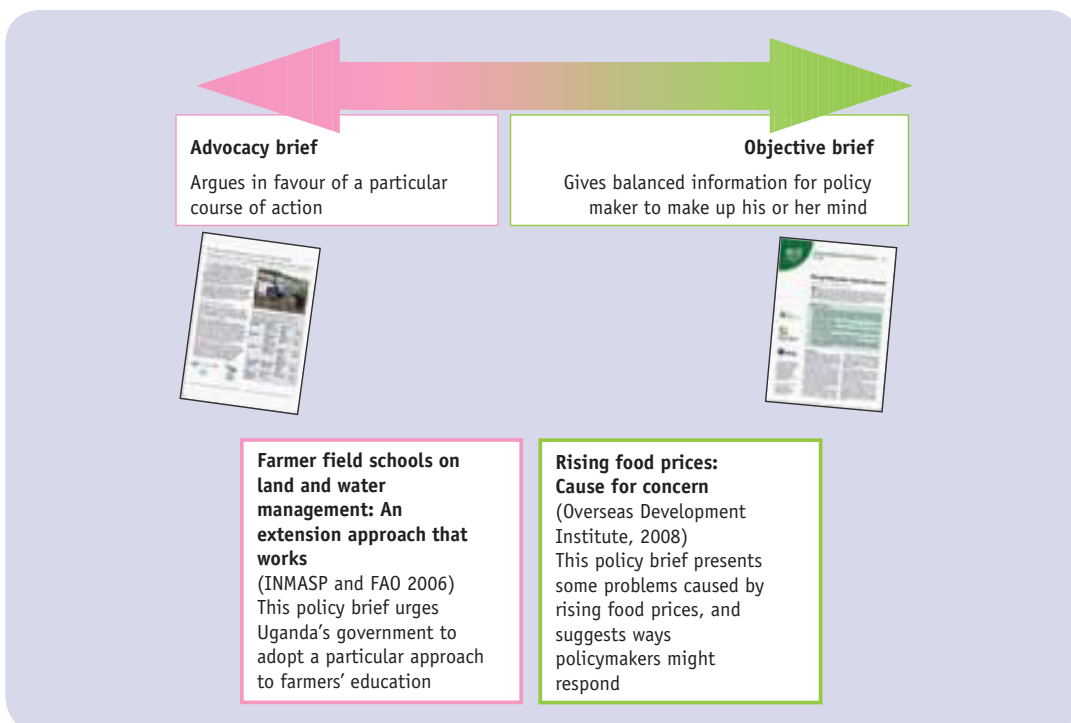 Advocacy brief
Argues in favour of a particular
course of action
Objective brief
Gives balanced information for policy
maker to make up his or her mind
Farmer field schools on
land and water
management: An
extension approach that
works
(INMASP and FAO 2006)
This policy brief urges
Uganda’s government to
adopt a particular approach
to farmers’ education
Rising food prices:
Cause for concern
(Overseas Development
Institute, 2008)
This policy brief presents
some problems caused by
rising food prices, and
suggests ways
policymakers might
respond